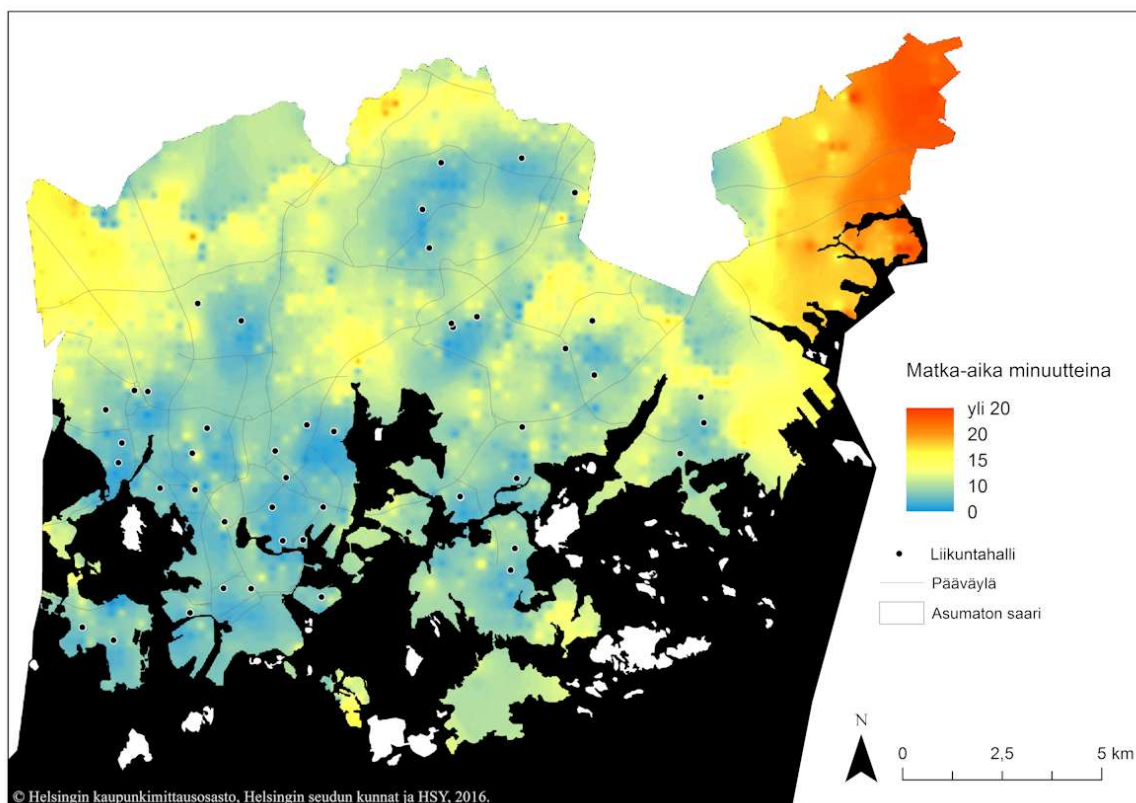 Matka-aika minuutteina
yli 20
20
15
10
0
Liikuntahalli
Pääväylä
Asumaton saari
N
0 2,5 5 km
© Helsingin kaupunkimittausosasto, Helsingin seudun kunnat ja HSY, 2016.